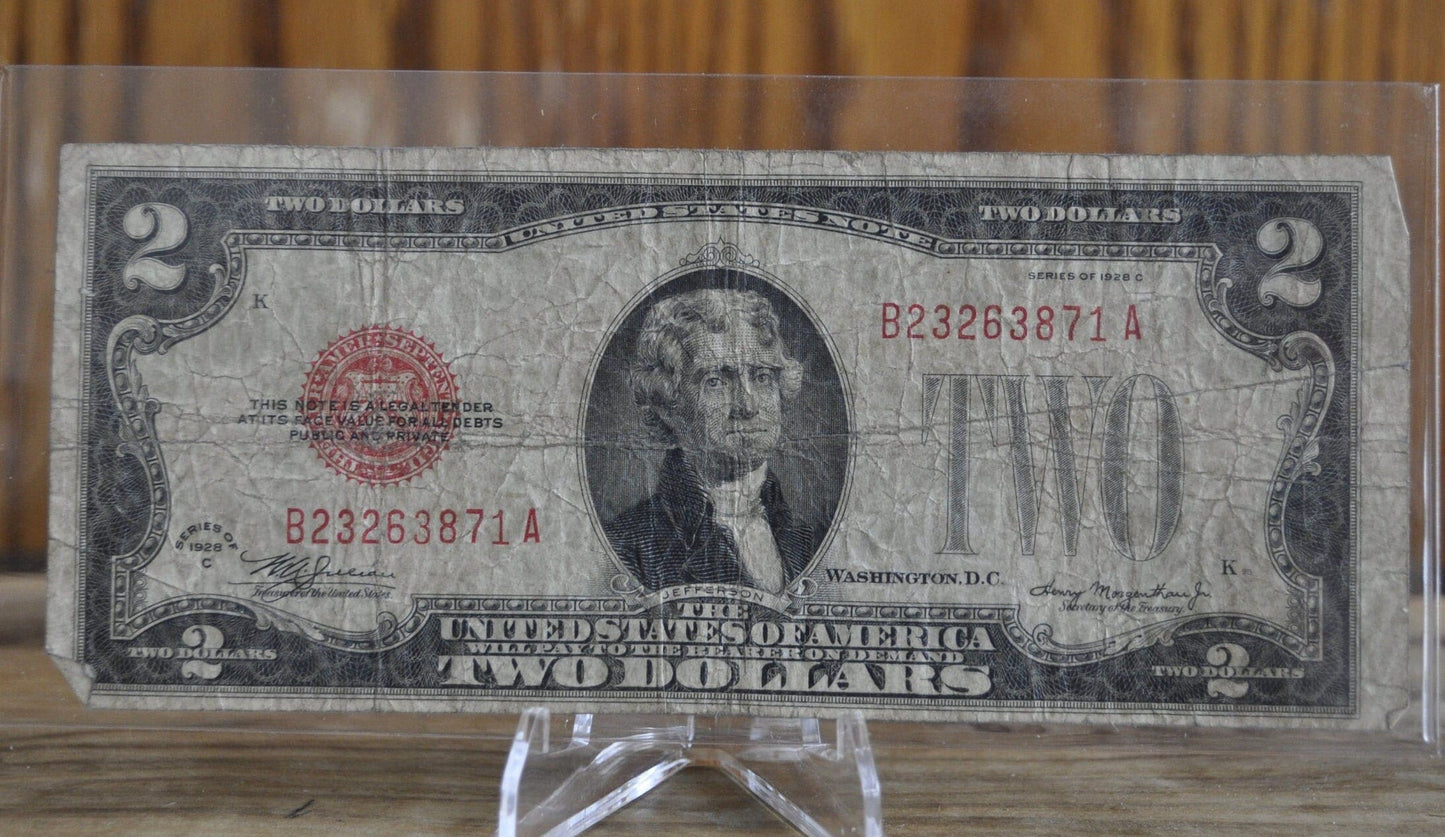 TWO DOLLARS
UNITED STATES NOTE
TWO DOLLARS
2
2
SERIES OF 1928 C
K
B23263871A
THIS NOTE IS A LEGAL TENDER
AT ITS FACE VALUE FOR ALL DEBTS
PUBLIC AND PRIVATE
TWO
B23263871A
SERIES OF
1928
C
Treasurer of the United States
JEFFERSON
WASHINGTON, D.C.
K
Henry Morgenthau Jr.
Secretary of the Treasury
THE
UNITED STATES OF AMERICA
WILL PAY TO THE BEARER ON DEMAND
TWO DOLLARS
TWO DOLLARS
2
TWO DOLLARS
2